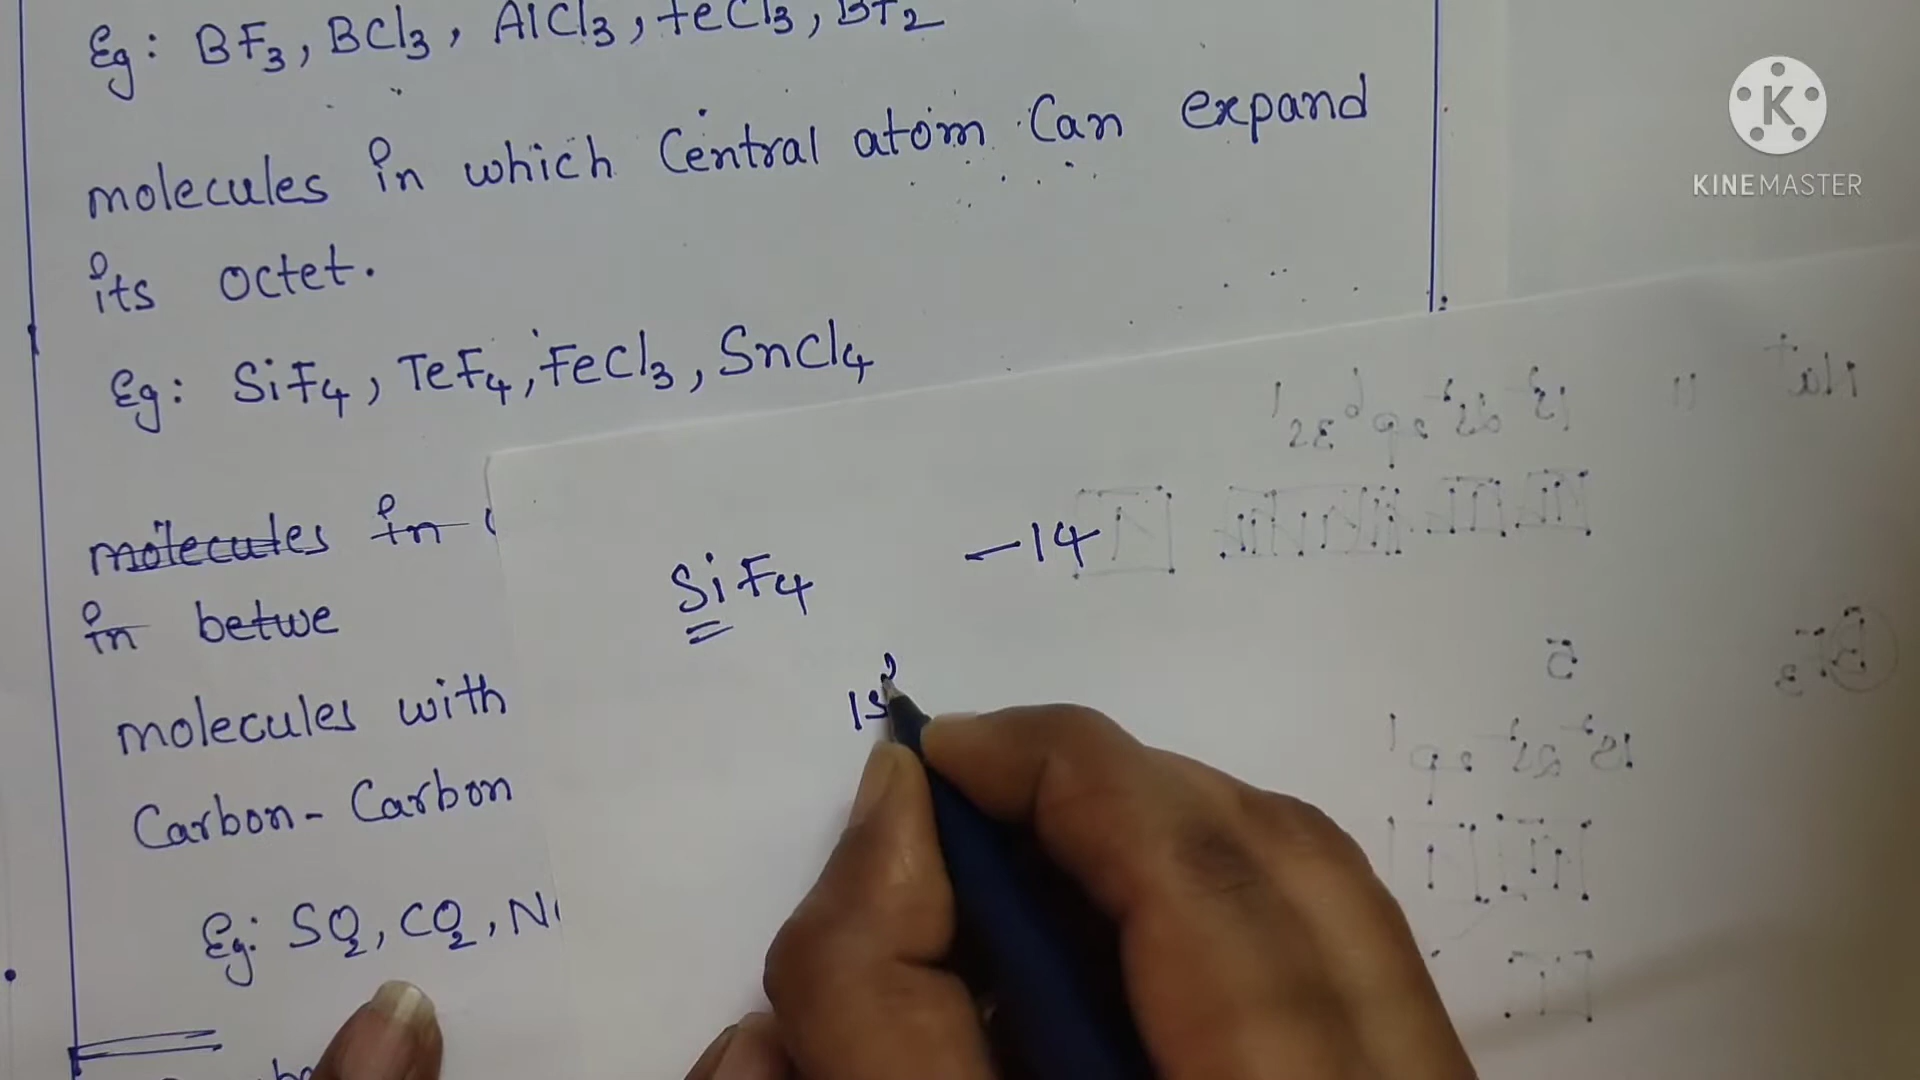 Eg: BF3, BCl3, AlCl3, FeCl3,
molecules in which Central atom Can expand
its octet.
Eg: SiF4, TeF4, FeCl3, SnCl4
molecules in
in betwe
molecules with
Carbon-Carbon
Eg: SO2, CO2,
SiF4 -14
1s2
KINEMASTER